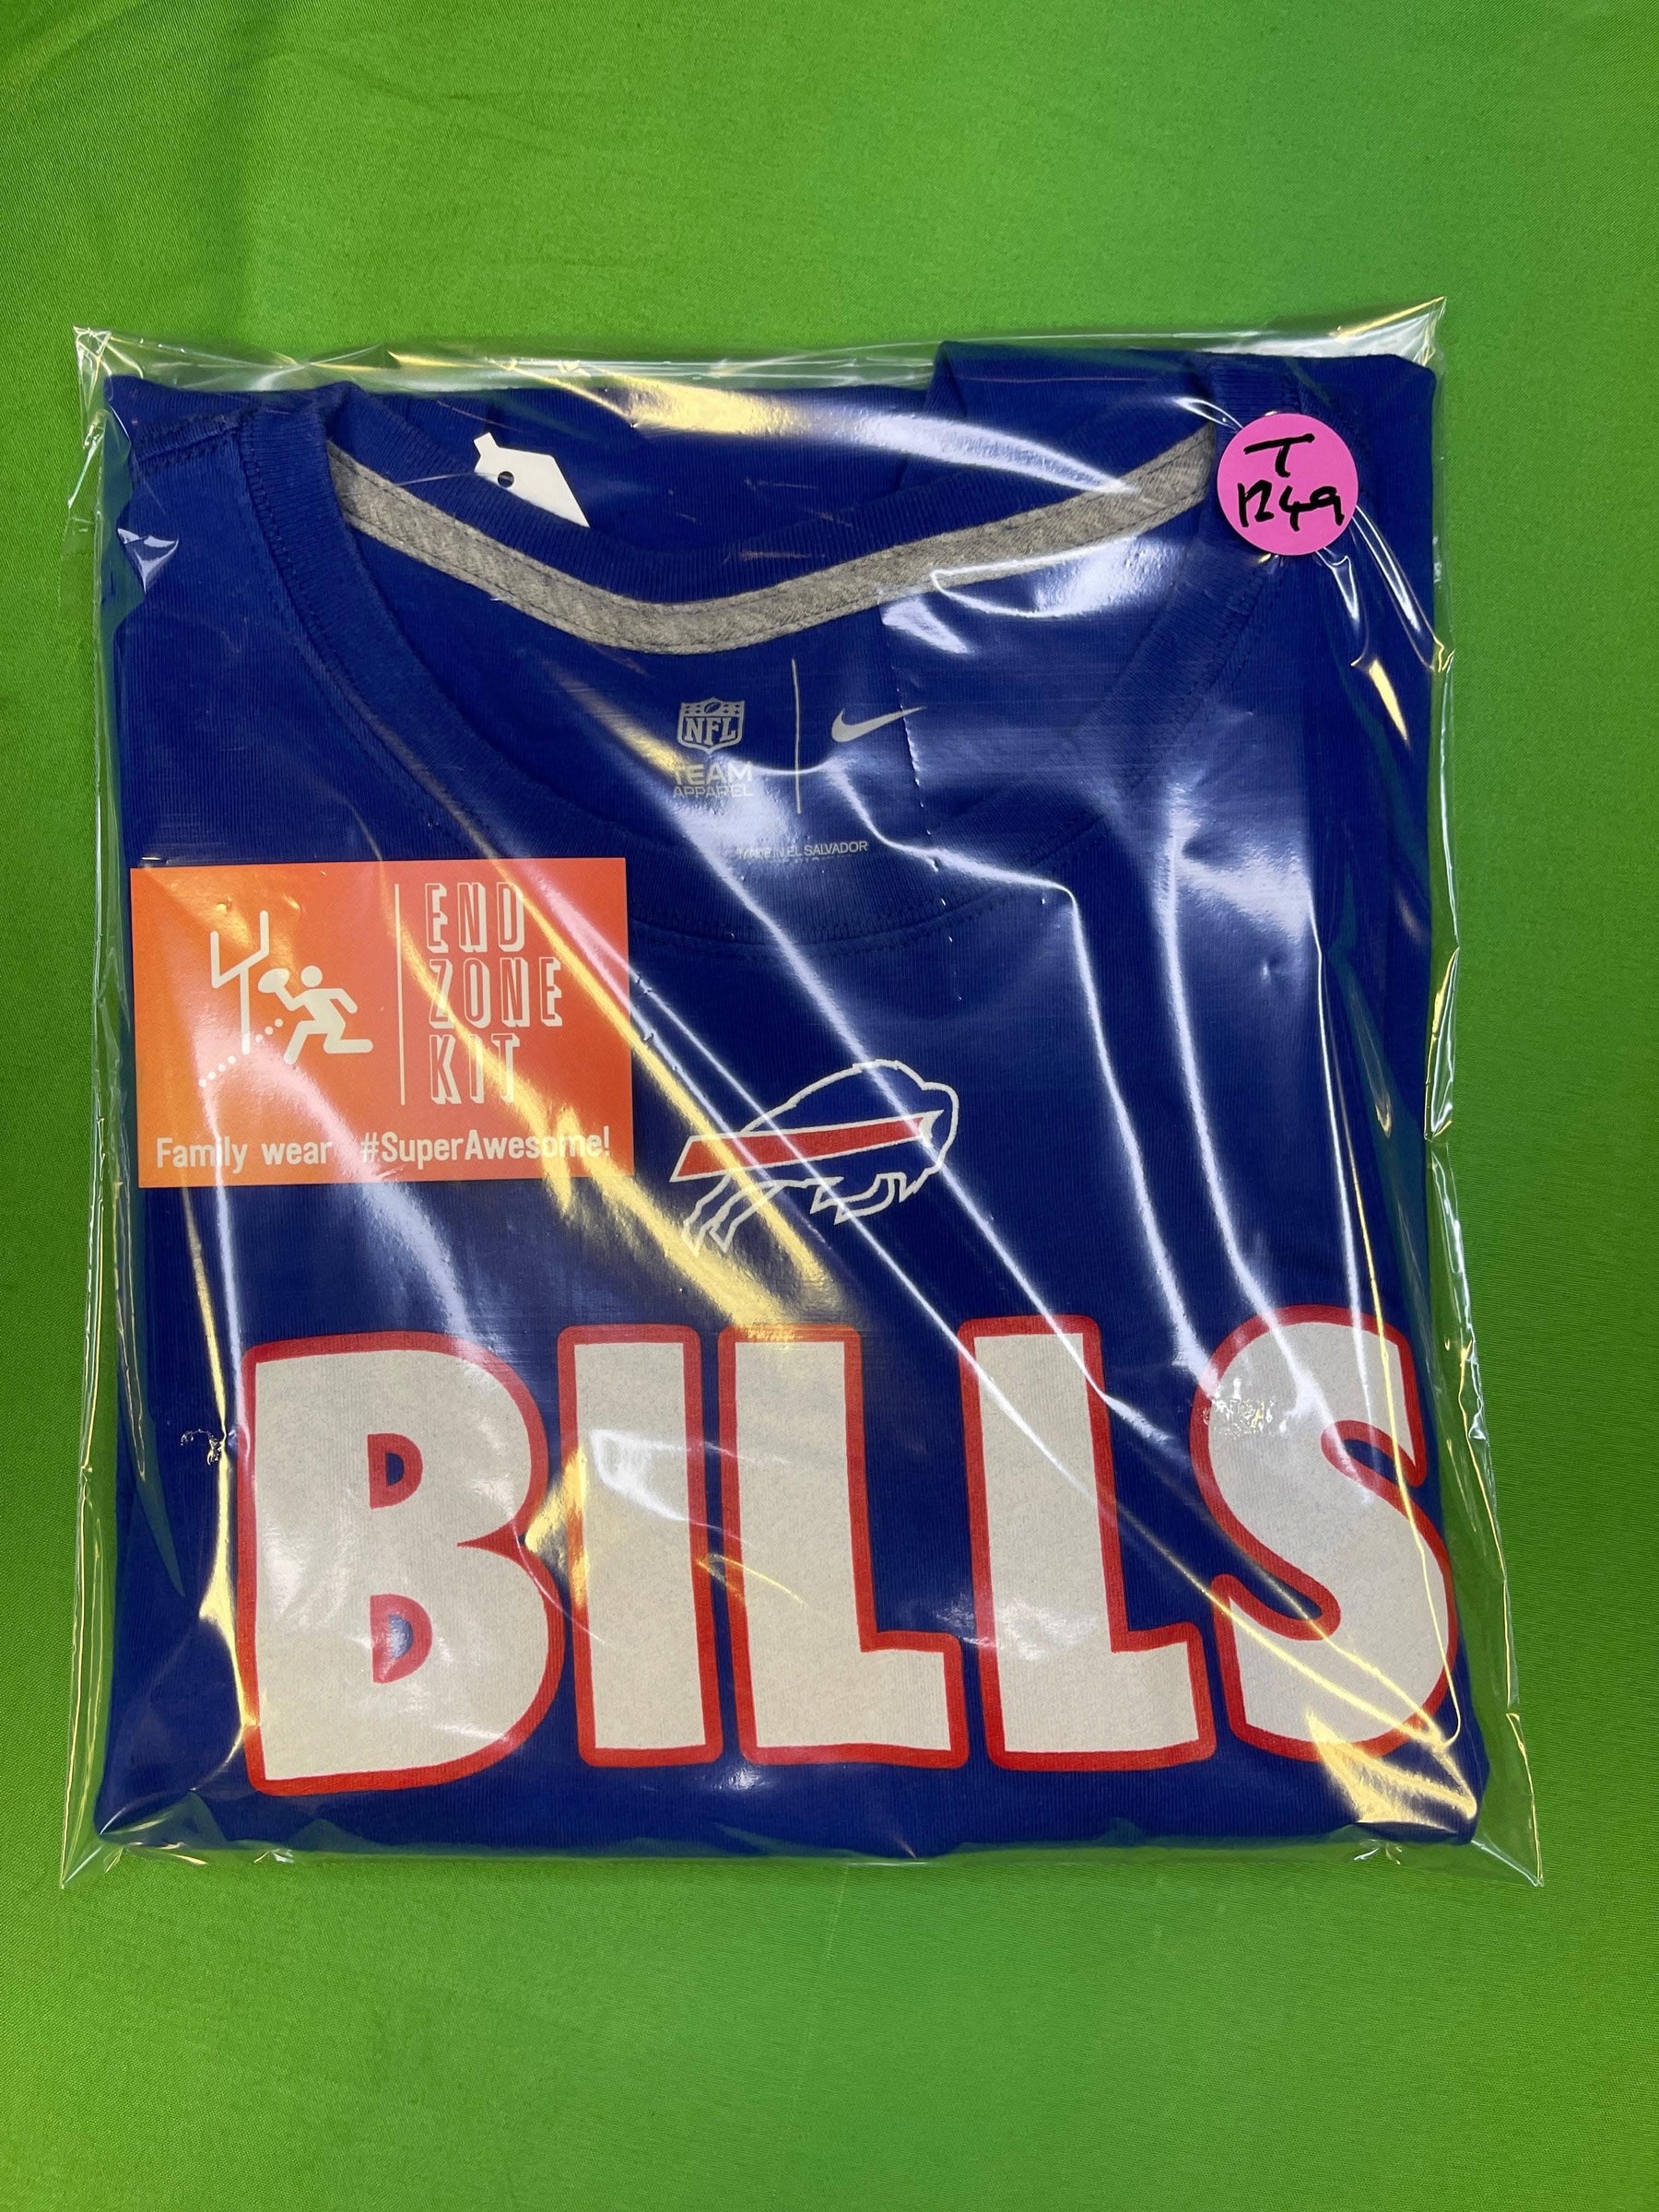 T
1249
NFL
TEAM
APPAREL
MADE IN EL SALVADOR
END
ZONE
KIT
Family wear #SuperAwesome!
BILLS